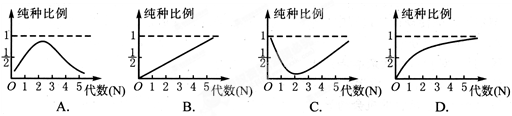 纯种比例 纯种比例 纯种比例 纯种比例
1 1 1 1
1/2 1/2 1/2 1/2
O 1 2 3 4 5 代数(N) O 1 2 3 4 5 代数(N) O 1 2 3 4 5 代数(N) O 1 2 3 4 5 代数(N)
A. B. C. D.